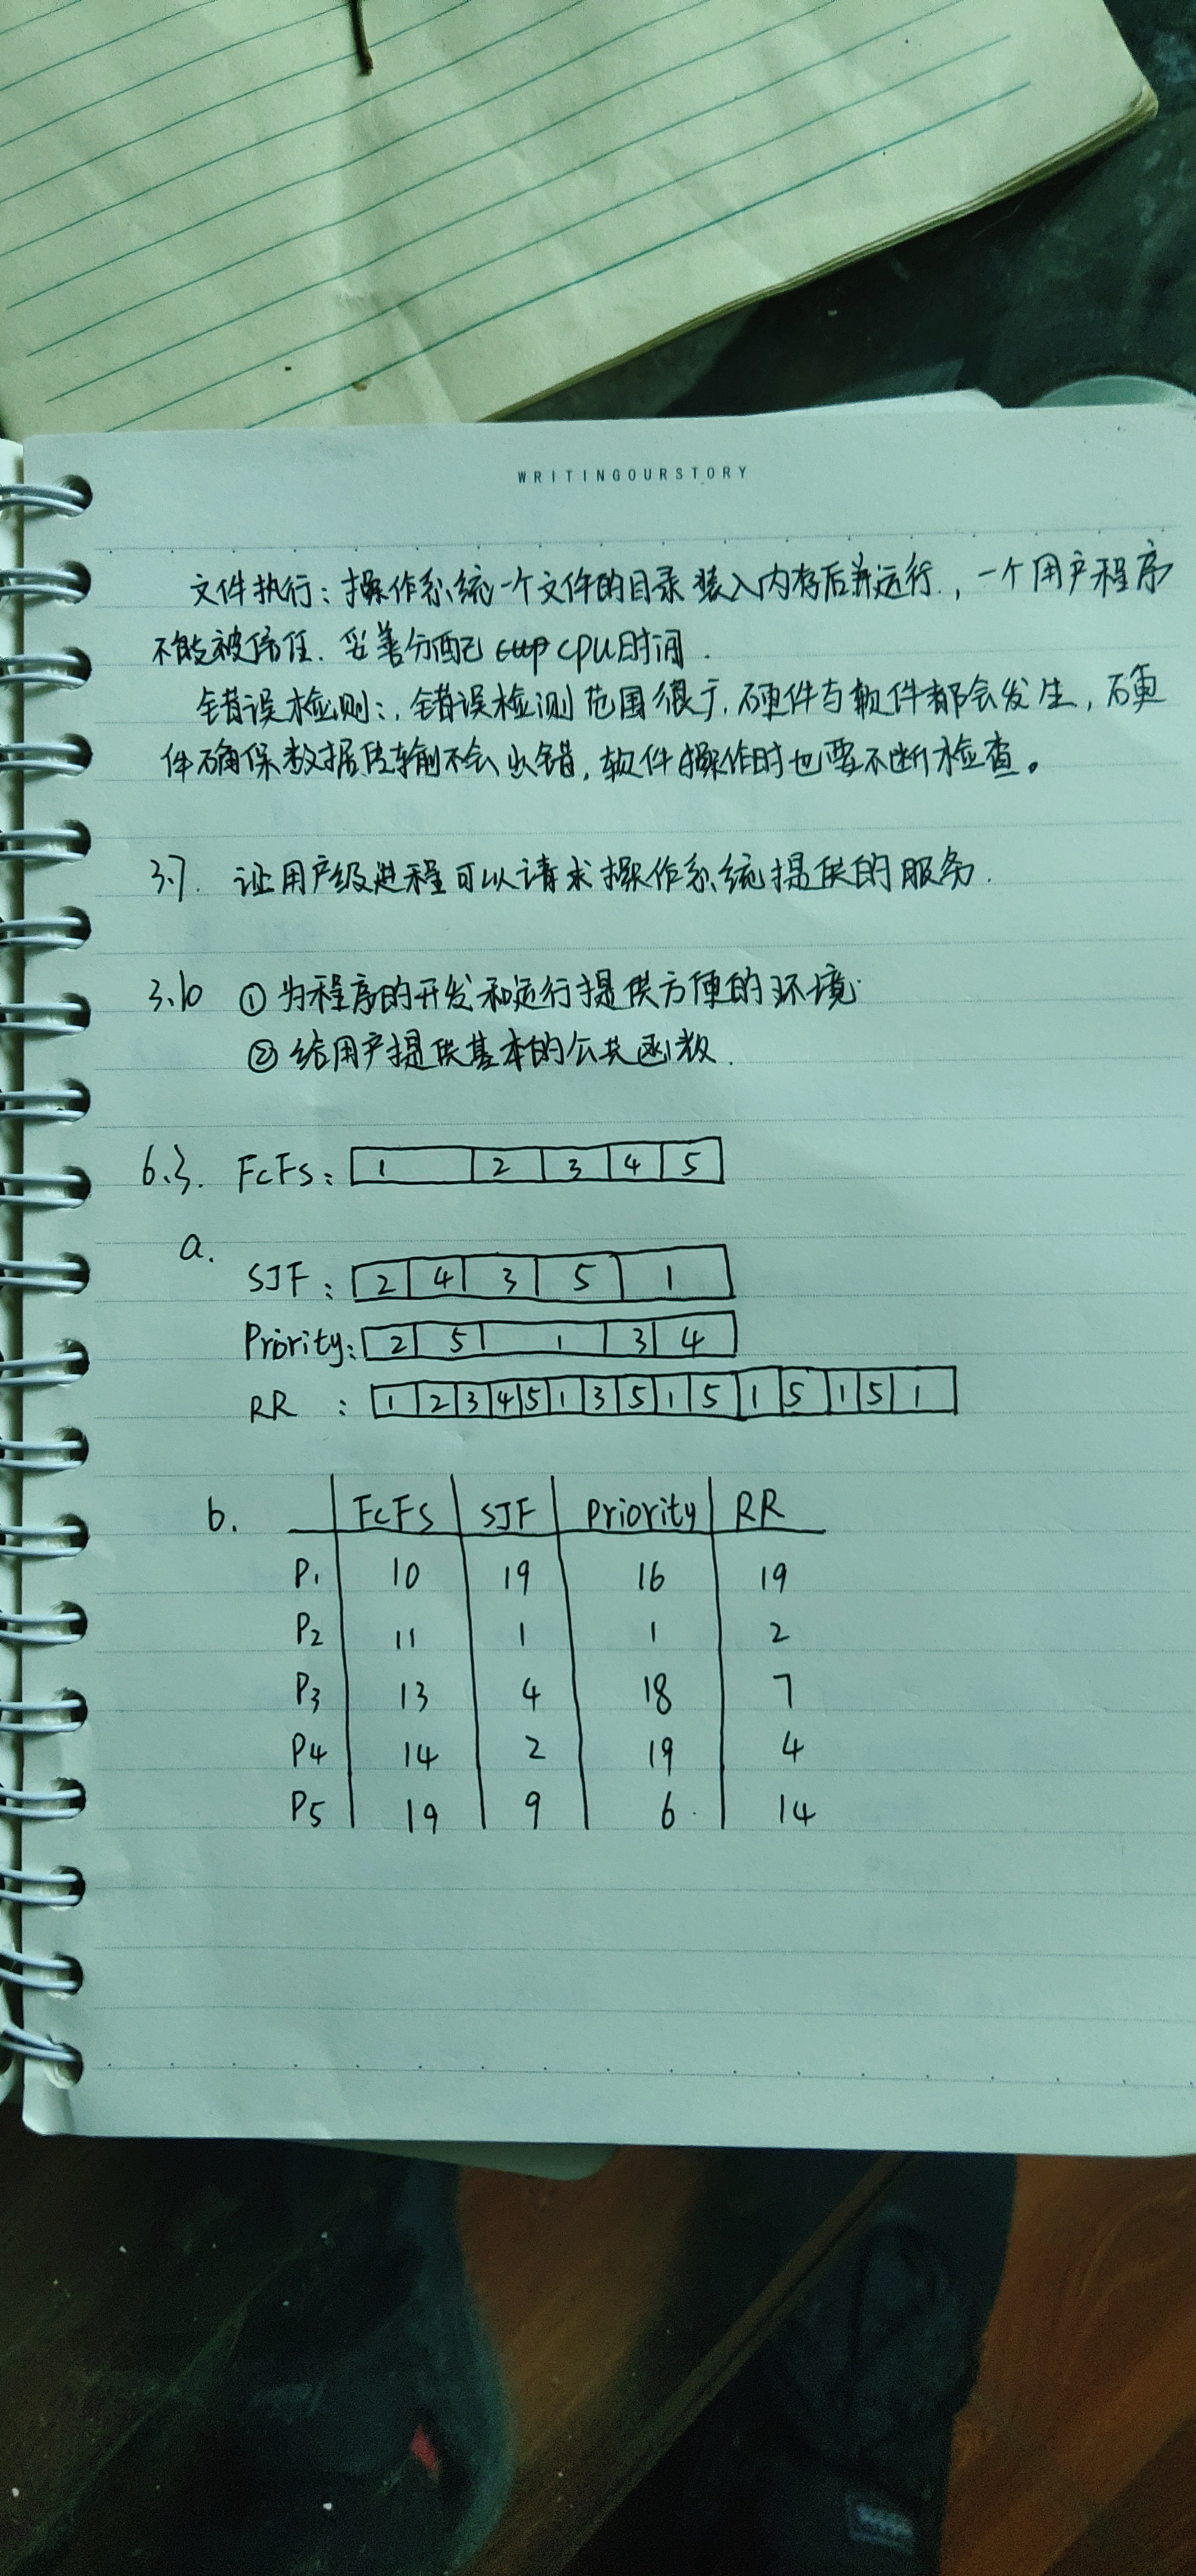 WRITINGOURSTORY
文件执行：操作系统一个文件的目录装入内存后并运行.，一个用户程序
不能被信任. 妥善分配 cpu时间.
错误检测：. 错误检测范围很广. 硬件与软件都会发生，硬
件确保数据传输不会出错，软件操作时也要不断检查。
3.7. 让用户级进程可以请求操作系统提供的服务.
3.10 ① 为程序的开发和运行提供方便的环境.
② 给用户提供基本的公共函数.
6.3. FCFS: 1 2 3 4 5
a.
SJF: 2 4 3 5 1
Priority: 2 5 1 3 4
RR : 1 2 3 4 5 1 3 5 1 5 1 5 1 5 1
b. FCFS SJF Priority RR
P1 10 19 16 19
P2 11 1 1 2
P3 13 4 18 7
P4 14 2 19 4
P5 19 9 6. 14